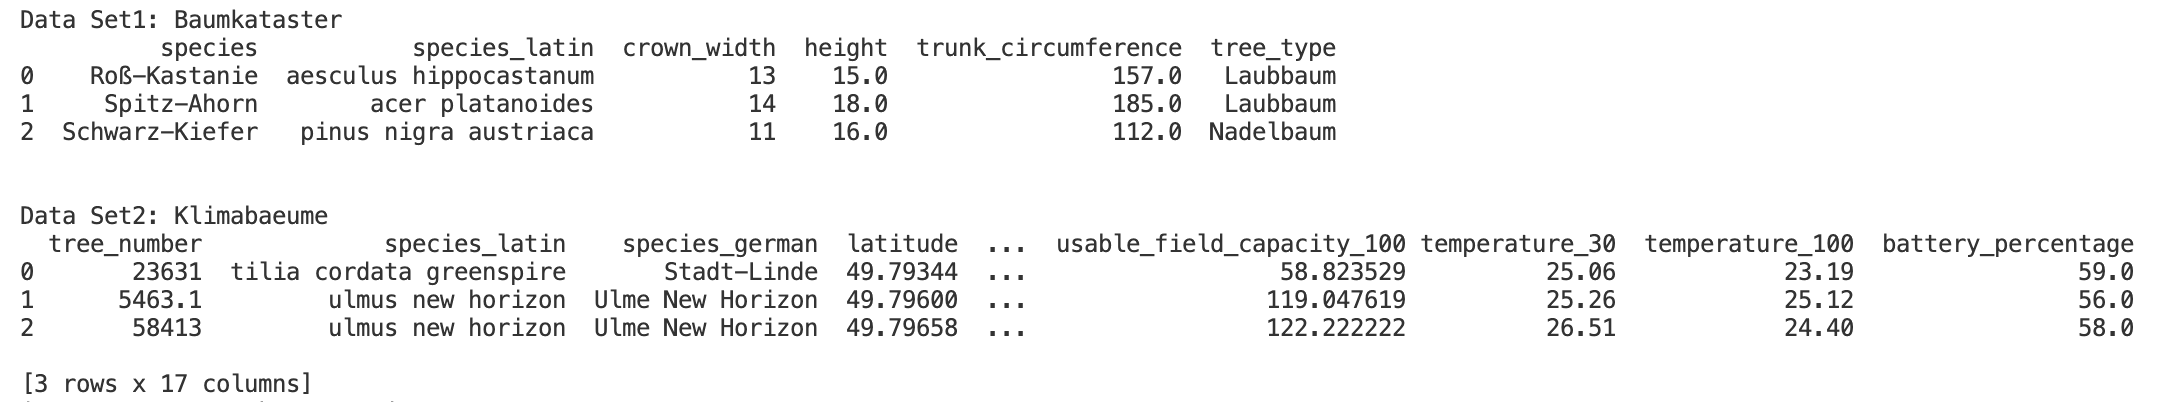 Data Set1: Baumkataster
species species_latin crown_width height trunk_circumference tree_type
0 Roß-Kastanie aesculus hippocastanum 13 15.0 157.0 Laubbaum
1 Spitz-Ahorn acer platanoides 14 18.0 185.0 Laubbaum
2 Schwarz-Kiefer pinus nigra austriaca 11 16.0 112.0 Nadelbaum
Data Set2: Klimabaeume
tree_number species_latin species_german latitude ... usable_field_capacity_100 temperature_30 temperature_100 battery_percentage
0 23631 tilia cordata greenspire Stadt-Linde 49.79344 ... 58.823529 25.06 23.19 59.0
1 5463.1 ulmus new horizon Ulme New Horizon 49.79600 ... 119.047619 25.26 25.12 56.0
2 58413 ulmus new horizon Ulme New Horizon 49.79658 ... 122.222222 26.51 24.40 58.0
[3 rows x 17 columns]